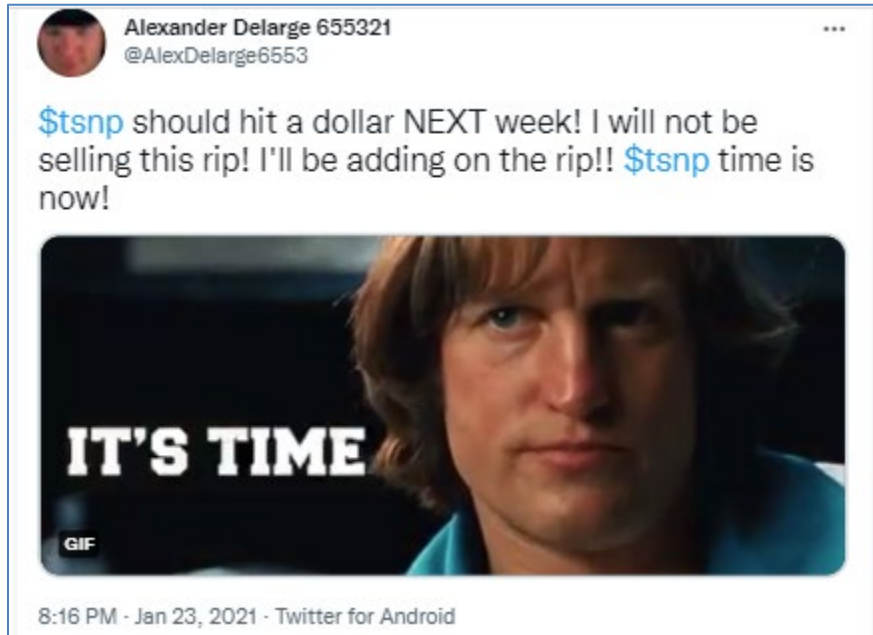 Alexander Delarge 655321
@AlexDelarge6553
$tsnp should hit a dollar NEXT week! I will not be
selling this rip! I'll be adding on the rip!! $tsnp time is
now!
IT'S TIME
GIF
8:16 PM · Jan 23, 2021 · Twitter for Android